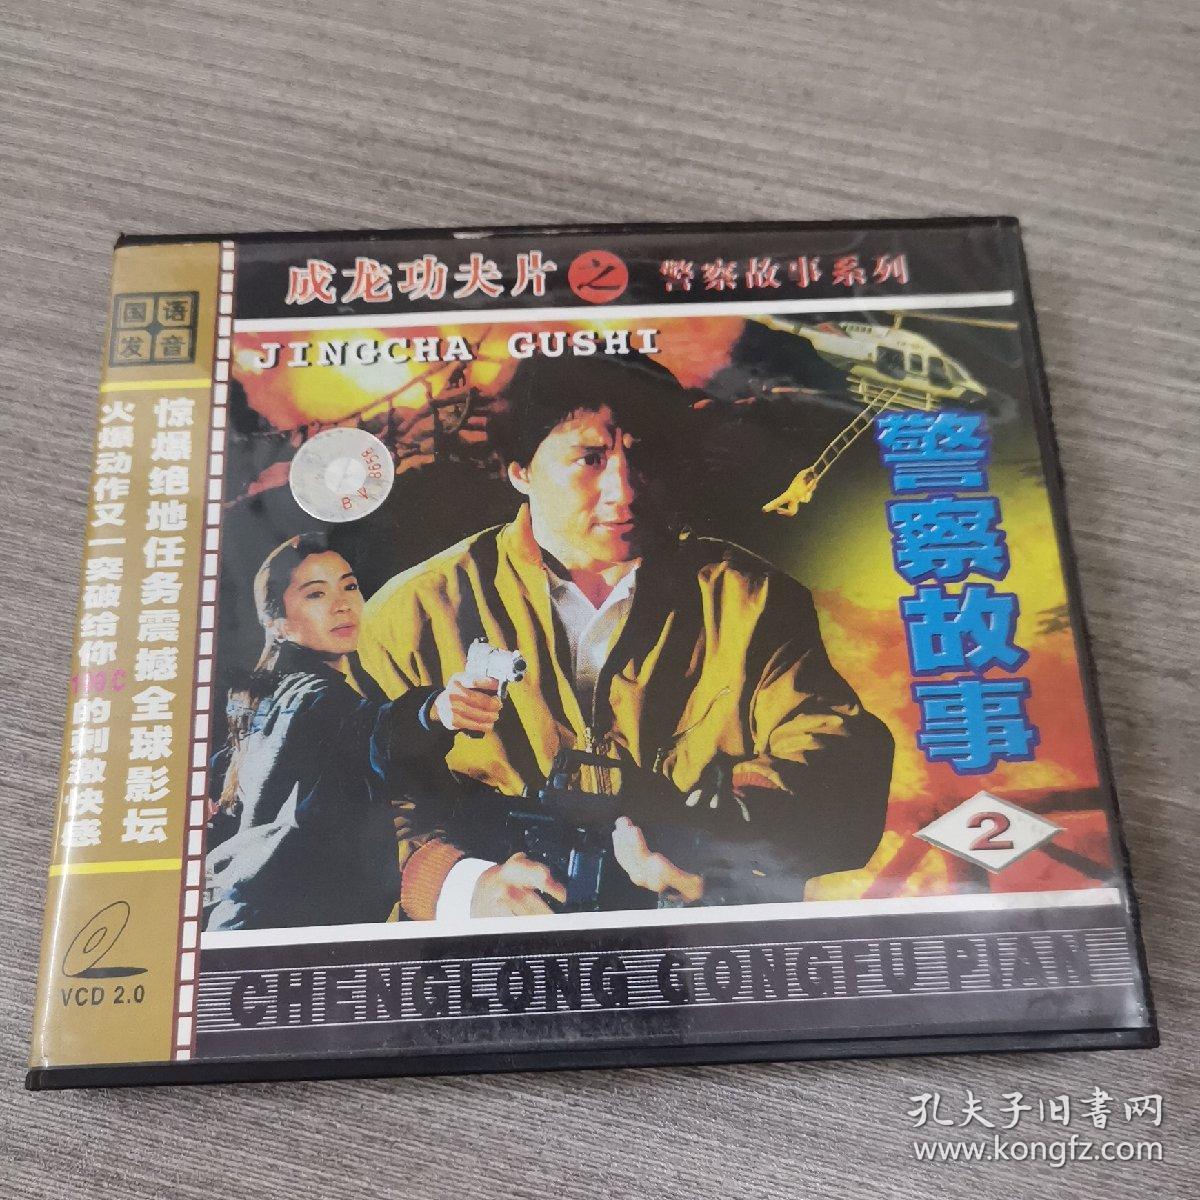 成龙功夫片之 警察故事系列
JINGCHA GUSHI
国语
发音
惊爆绝地任务震撼全球影坛
火爆动作又一突破给你 的刺激快感
VCD 2.0
警察故事
2
CHENGLONG GONGFU PIAN
孔夫子旧书网
www.kongfz.com